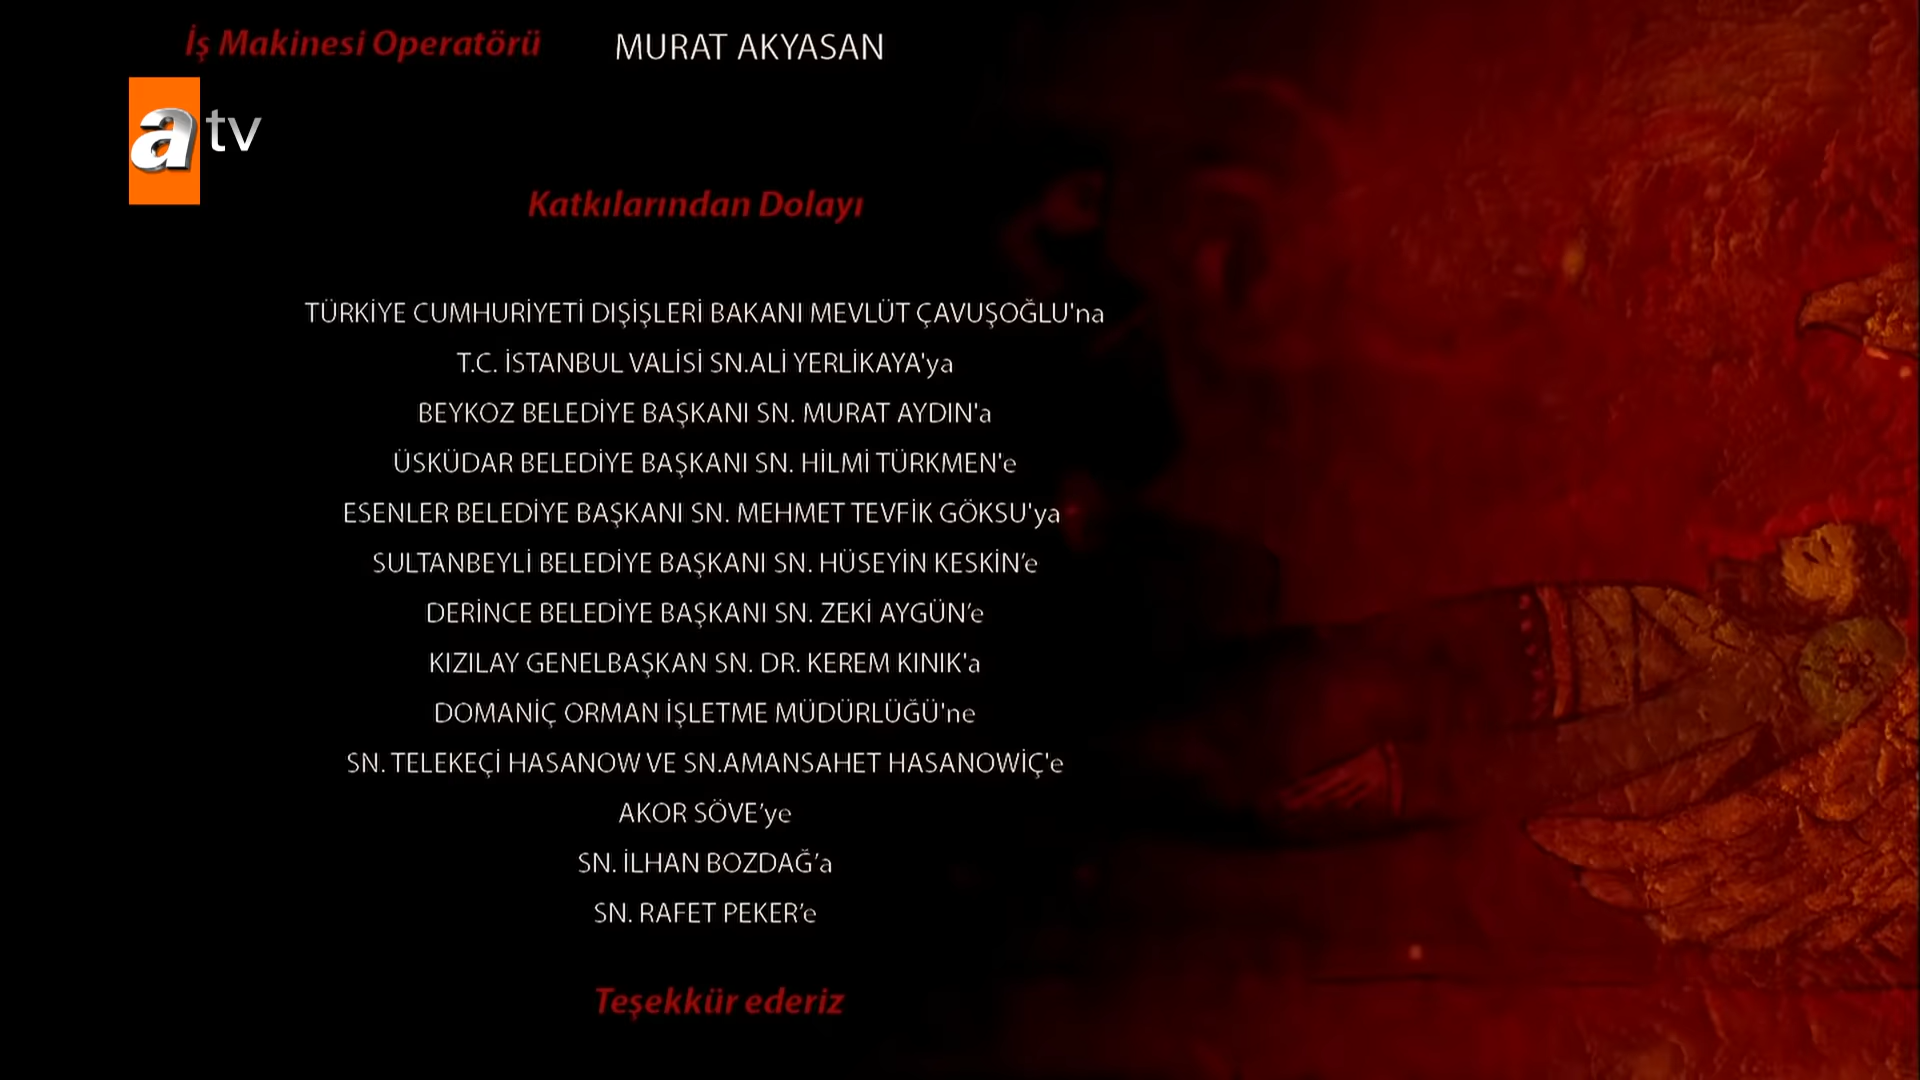 İş Makinesi Operatörü MURAT AKYASAN
atv
Katkılarından Dolayı
TÜRKİYE CUMHURİYETİ DIŞİŞLERİ BAKANI MEVLÜT ÇAVUŞOĞLU'na
T.C. İSTANBUL VALİSİ SN.ALİ YERLİKAYA'ya
BEYKOZ BELEDİYE BAŞKANI SN. MURAT AYDIN'a
ÜSKÜDAR BELEDİYE BAŞKANI SN. HİLMİ TÜRKMEN'e
ESENLER BELEDİYE BAŞKANI SN. MEHMET TEVFİK GÖKSU'ya
SULTANBEYLİ BELEDİYE BAŞKANI SN. HÜSEYİN KESKİN’e
DERİNCE BELEDİYE BAŞKANI SN. ZEKİ AYGÜN’e
KIZILAY GENELBAŞKAN SN. DR. KEREM KINIK'a
DOMANİÇ ORMAN İŞLETME MÜDÜRLÜĞÜ'ne
SN. TELEKEÇİ HASANOW VE SN.AMANSAHET HASANOWİÇ'e
AKOR SÖVE’ye
SN. İLHAN BOZDAĞ’a
SN. RAFET PEKER’e
Teşekkür ederiz